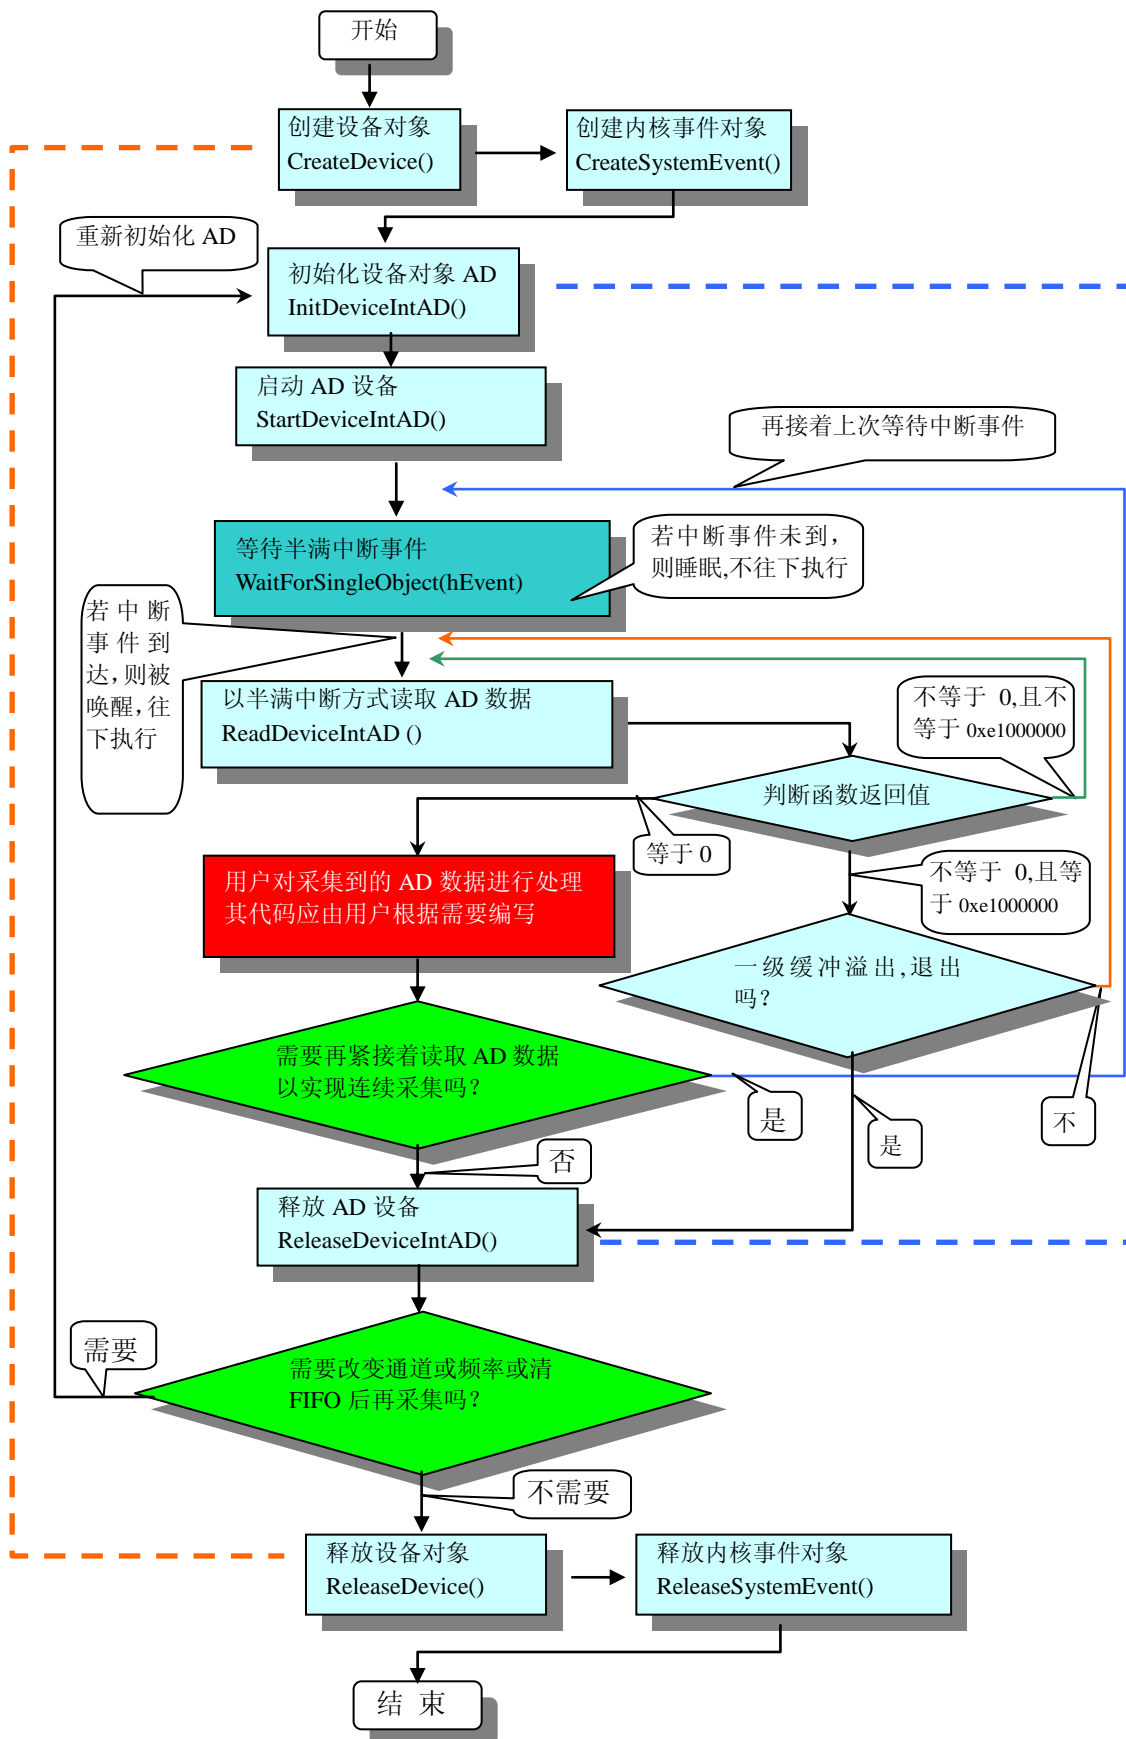 开始
创建设备对象
CreateDevice()
创建内核事件对象
CreateSystemEvent()
重新初始化 AD
初始化设备对象 AD
InitDeviceIntAD()
启动 AD 设备
StartDeviceIntAD()
再接着上次等待中断事件
等待半满中断事件
WaitForSingleObject(hEvent)
若中断事件未到，
则睡眠,不往下执行
若中断
事件到
达，则被
唤醒，往
下执行
以半满中断方式读取 AD 数据
ReadDeviceIntAD ()
不等于 0,且不
等于 0xe1000000
判断函数返回值
等于 0
不等于 0,且等
于 0xe1000000
用户对采集到的 AD 数据进行处理
其代码应由用户根据需要编写
一级缓冲溢出,退出
吗？
需要再紧接着读取 AD 数据
以实现连续采集吗？
是
是
不
否
释放 AD 设备
ReleaseDeviceIntAD()
需要
需要改变通道或频率或清
FIFO 后再采集吗？
不需要
释放设备对象
ReleaseDevice()
释放内核事件对象
ReleaseSystemEvent()
结 束